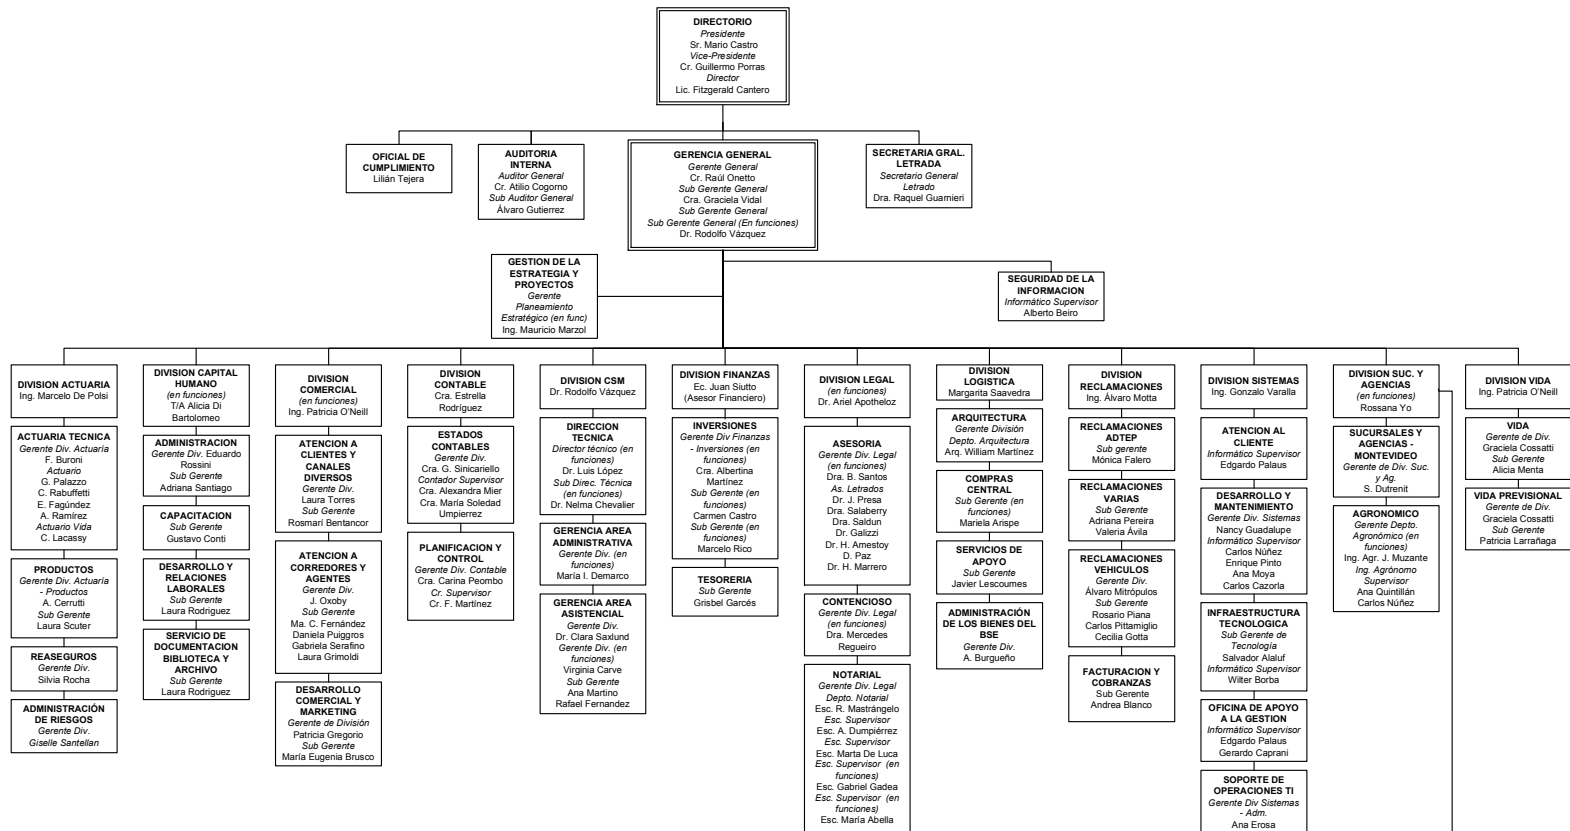 DIRECTORIO
Presidente
Sr. Mario Castro
Vice-Presidente
Cr. Guillermo Porras
Director
Lic. Fitzgerald Cantero
OFICIAL DE
CUMPLIMIENTO
Lilián Tejera
AUDITORIA
INTERNA
Auditor General
Cr. Atilio Cogorno
Sub Auditor General
Álvaro Gutierrez
GERENCIA GENERAL
Gerente General
Cr. Raúl Onetto
Sub Gerente General
Cra. Graciela Vidal
Sub Gerente General
Sub Gerente General (En funciones)
Dr. Rodolfo Vázquez
SECRETARIA GRAL.
LETRADA
Secretario General
Letrado
Dra. Raquel Guarnieri
GESTION DE LA
ESTRATEGIA Y
PROYECTOS
Gerente
Planeamiento
Estratégico (en func)
Ing. Mauricio Marzol
SEGURIDAD DE LA
INFORMACION
Informático Supervisor
Alberto Beiro
DIVISION ACTUARIA
Ing. Marcelo De Polsi
ACTUARIA TECNICA
Gerente Div. Actuaría
F. Buroni
Actuario
G. Palazzo
C. Rabuffetti
E. Fagúndez
A. Ramírez
Actuario Vida
C. Lacassy
PRODUCTOS
Gerente Div. Actuaría
- Productos
A. Cerrutti
Sub Gerente
Laura Scuter
REASEGUROS
Gerente Div.
Silvia Rocha
ADMINISTRACIÓN
DE RIESGOS
Gerente Div.
Giselle Santellan
DIVISION CAPITAL
HUMANO
(en funciones)
T/A Alicia Di
Bartolomeo
ADMINISTRACION
Gerente Div. Eduardo
Rossini
Sub Gerente
Adriana Santiago
CAPACITACION
Sub Gerente
Gustavo Conti
DESARROLLO Y
RELACIONES
LABORALES
Sub Gerente
Laura Rodriguez
SERVICIO DE
DOCUMENTACION
BIBLIOTECA Y
ARCHIVO
Sub Gerente
Laura Rodriguez
DIVISION
COMERCIAL
(en funciones)
Ing. Patricia O'Neill
ATENCION A
CLIENTES Y
CANALES
DIVERSOS
Gerente Div.
Laura Torres
Sub Gerente
Rosmarí Bentancor
ATENCION A
CORREDORES Y
AGENTES
Gerente Div.
J. Oxoby
Sub Gerente
Ma. C. Fernández
Daniela Puiggros
Gabriela Serafino
Laura Grimoldi
DESARROLLO
COMERCIAL Y
MARKETING
Gerente de División
Patricia Gregorio
Sub Gerente
María Eugenia Brusco
DIVISION
CONTABLE
Cra. Estrella
Rodríguez
ESTADOS
CONTABLES
Gerente Div.
Cra. G. Sinicariello
Contador Supervisor
Cra. Alexandra Mier
Cra. María Soledad
Umpierrez
PLANIFICACION Y
CONTROL
Gerente Div. Contable
Cra. Carina Peombo
Cr. Supervisor
Cr. F. Martínez
DIVISION CSM
Dr. Rodolfo Vázquez
DIRECCION
TECNICA
Director técnico (en
funciones)
Dr. Luis López
Sub Direc. Técnica
(en funciones)
Dr. Nelma Chevalier
GERENCIA AREA
ADMINISTRATIVA
Gerente Div. (en
funciones)
María I. Demarco
GERENCIA AREA
ASISTENCIAL
Gerente Div.
Dr. Clara Saxlund
Gerente Div. (en
funciones)
Virginia Carve
Sub Gerente
Ana Martino
Rafael Fernandez
DIVISION FINANZAS
Ec. Juan Siutto
(Asesor Financiero)
INVERSIONES
Gerente Div Finanzas
- Inversiones (en
funciones)
Cra. Albertina
Martínez
Sub Gerente (en
funciones)
Carmen Castro
Sub Gerente (en
funciones)
Marcelo Rico
TESORERIA
Sub Gerente
Grisbel Garcés
DIVISION LEGAL
(en funciones)
Dr. Ariel Apotheloz
ASESORIA
Gerente Div. Legal
(en funciones)
Dra. B. Santos
As. Letrados
Dr. J. Presa
Dra. Salaberry
Dra. Saldun
Dr. Galizzi
Dr. H. Amestoy
D. Paz
Dr. H. Marrero
CONTENCIOSO
Gerente Div. Legal
(en funciones)
Dra. Mercedes
Regueiro
NOTARIAL
Gerente Div. Legal
Depto. Notarial
Esc. R. Mastrángelo
Esc. Supervisor
Esc. A. Dumpiérrez
Esc. Supervisor
Esc. Marta De Luca
Esc. Supervisor (en
funciones)
Esc. Gabriel Gadea
Esc. Supervisor (en
funciones)
Esc. María Abella
DIVISION
LOGISTICA
Margarita Saavedra
ARQUITECTURA
Gerente División
Depto. Arquitectura
Arq. William Martínez
COMPRAS
CENTRAL
Sub Gerente (en
funciones)
Mariela Arispe
SERVICIOS DE
APOYO
Sub Gerente
Javier Lescoumes
ADMINISTRACIÓN
DE LOS BIENES DEL
BSE
Gerente Div.
A. Burgueño
DIVISION
RECLAMACIONES
Ing. Álvaro Motta
RECLAMACIONES
ADTEP
Sub gerente
Mónica Falero
RECLAMACIONES
VARIAS
Sub Gerente
Adriana Pereira
Valeria Ávila
RECLAMACIONES
VEHICULOS
Gerente Div.
Álvaro Mitrópulos
Sub Gerente
Rosario Piana
Carlos Pittamiglio
Cecilia Gotta
FACTURACION Y
COBRANZAS
Sub Gerente
Andrea Blanco
DIVISION SISTEMAS
Ing. Gonzalo Varalla
ATENCION AL
CLIENTE
Informático Supervisor
Edgardo Palaus
DESARROLLO Y
MANTENIMIENTO
Gerente Div. Sistemas
Nancy Guadalupe
Informático Supervisor
Carlos Núñez
Enrique Pinto
Ana Moya
Carlos Cazorla
INFRAESTRUCTURA
TECNOLOGICA
Sub Gerente de
Tecnología
Salvador Alaluf
Informático Supervisor
Wilter Borba
OFICINA DE APOYO
A LA GESTION
Informático Supervisor
Edgardo Palaus
Gerardo Caprani
SOPORTE DE
OPERACIONES TI
Gerente Div Sistemas
- Adm.
Ana Erosa
DIVISION SUC. Y
AGENCIAS
(en funciones)
Rossana Yo
SUCURSALES Y
AGENCIAS -
MONTEVIDEO
Gerente de Div. Suc.
y Ag.
S. Dutrenit
AGRONOMICO
Gerente Depto.
Agronómico (en
funciones)
Ing. Agr. J. Muzante
Ing. Agrónomo
Supervisor
Ana Quintillán
Carlos Núñez
DIVISION VIDA
Ing. Patricia O'Neill
VIDA
Gerente de Div.
Graciela Cossatti
Sub Gerente
Alicia Menta
VIDA PREVISIONAL
Gerente de Div.
Graciela Cossatti
Sub Gerente
Patricia Larrañaga